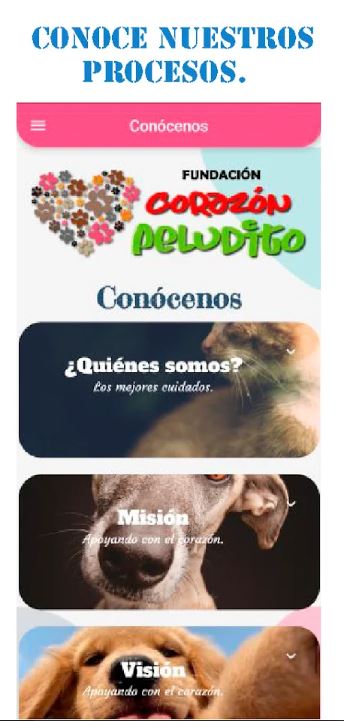 CONOCE NUESTROS
PROCESOS.
Conócenos
FUNDACIÓN
CORAZÓN
PELUDITO
Conócenos
¿Quiénes somos?
Los mejores cuidados.
Misión
Apoyando con el corazón.
Visión
Apoyando con el corazón.